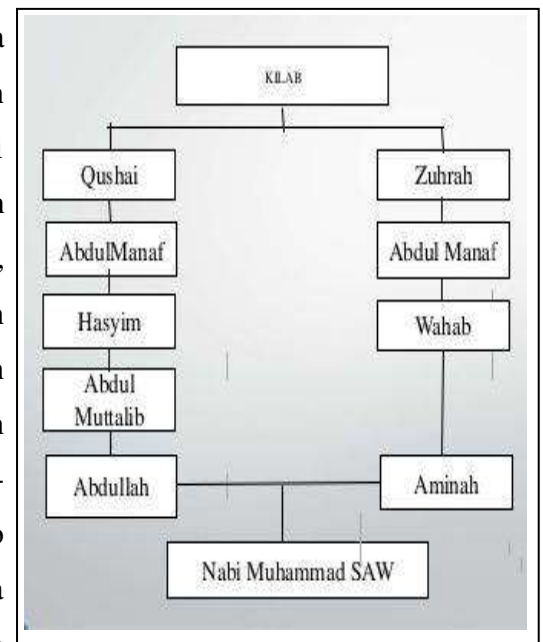 KILAB
Qushai
Zuhrah
AbdulManaf
Abdul Manaf
Hasyim
Wahab
Abdul
Muttalib
Abdullah
Aminah
Nabi Muhammad SAW